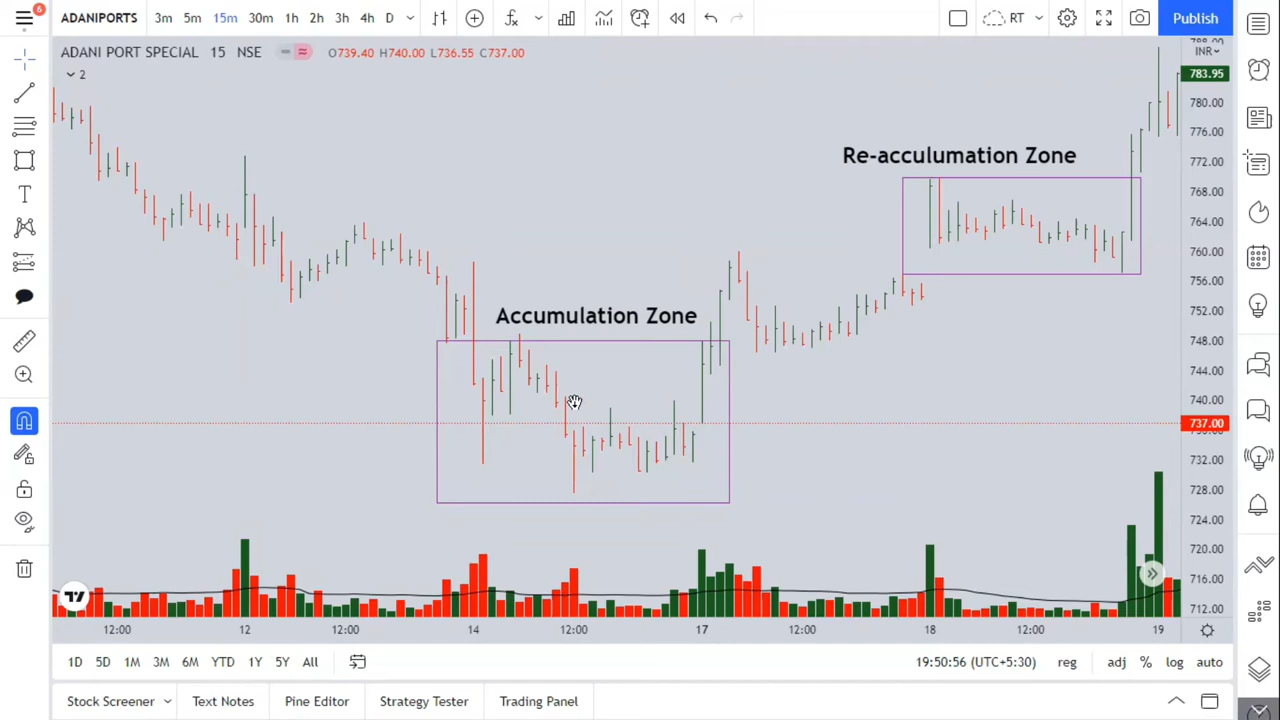 6
ADANIPORTS 3m 5m 15m 30m 1h 2h 3h 4h D RT Publish
ADANI PORT SPECIAL 15 NSE O739.40 H740.00 L736.55 C737.00
2
INR
783.95
780.00
776.00
Re-acculumation Zone
772.00
768.00
764.00
760.00
756.00
752.00
Accumulation Zone
748.00
744.00
740.00
737.00
732.00
728.00
724.00
720.00
716.00
712.00
12:00 12 12:00 14 12:00 17 12:00 18 12:00 19
1D 5D 1M 3M 6M YTD 1Y 5Y All 19:50:56 (UTC+5:30) reg adj % log auto
Stock Screener Text Notes Pine Editor Strategy Tester Trading Panel